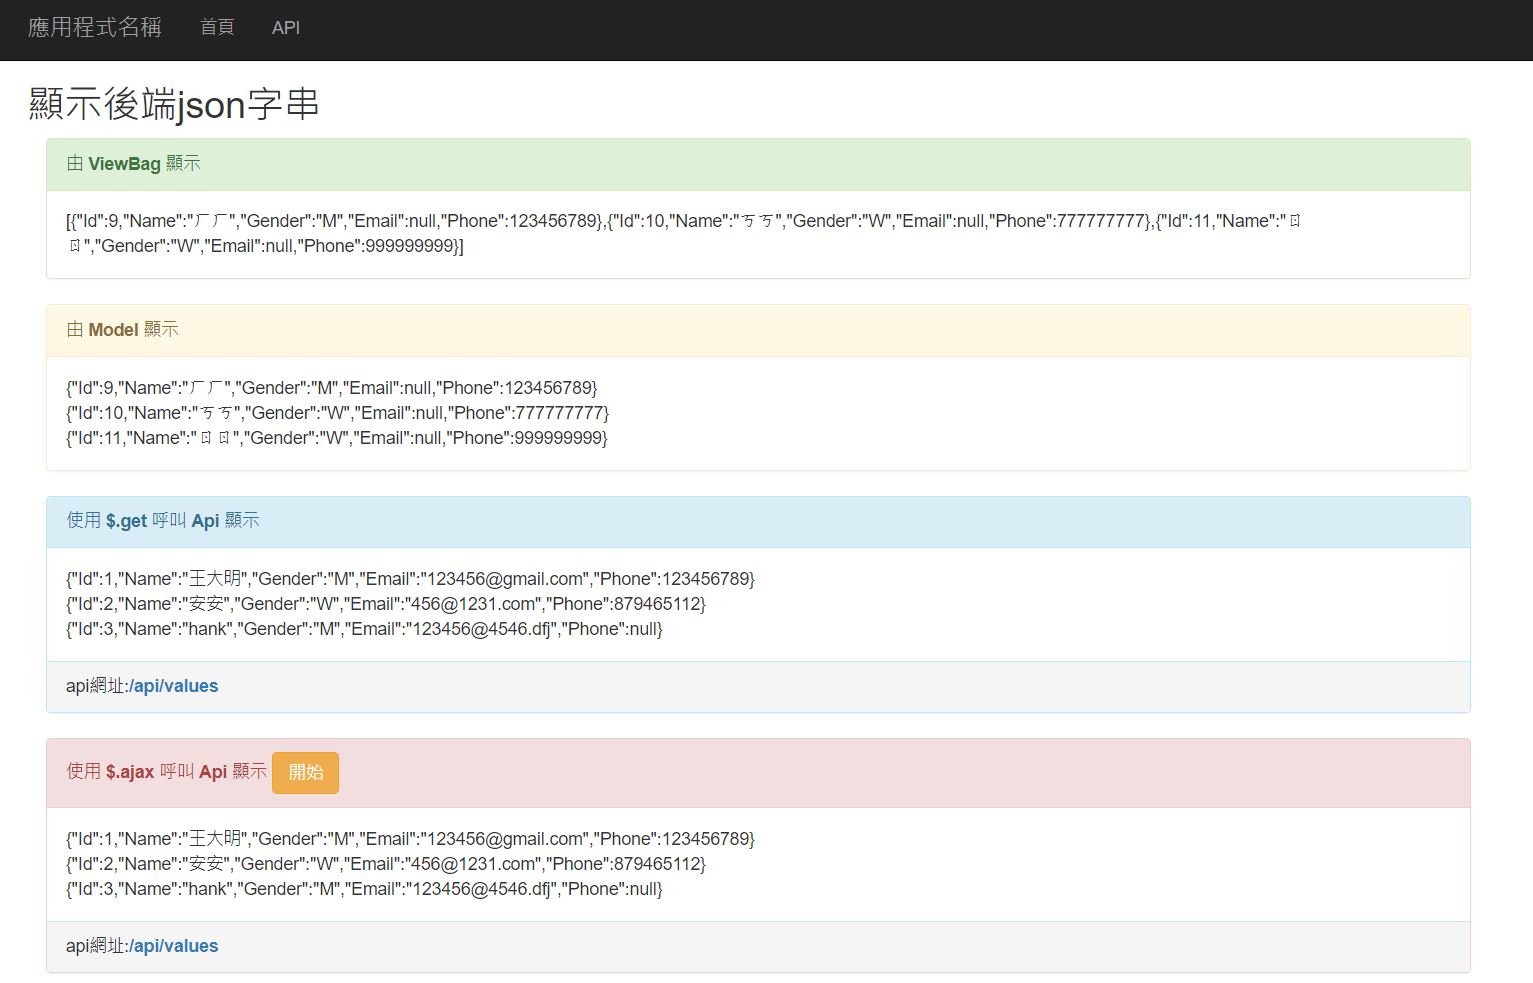 應用程式名稱 首頁 API
顯示後端json字串
由 ViewBag 顯示
[{"Id":9,"Name":"ㄏㄏ","Gender":"M","Email":null,"Phone":123456789},{"Id":10,"Name":"ㄎㄎ","Gender":"W","Email":null,"Phone":777777777},{"Id":11,"Name":"ㄖ
ㄖ","Gender":"W","Email":null,"Phone":999999999}]
由 Model 顯示
{"Id":9,"Name":"ㄏㄏ","Gender":"M","Email":null,"Phone":123456789}
{"Id":10,"Name":"ㄎㄎ","Gender":"W","Email":null,"Phone":777777777}
{"Id":11,"Name":"ㄖㄖ","Gender":"W","Email":null,"Phone":999999999}
使用 $.get 呼叫 Api 顯示
{"Id":1,"Name":"王大明","Gender":"M","Email":"123456@gmail.com","Phone":123456789}
{"Id":2,"Name":"安安","Gender":"W","Email":"456@1231.com","Phone":879465112}
{"Id":3,"Name":"hank","Gender":"M","Email":"123456@4546.dfj","Phone":null}
api網址:/api/values
使用 $.ajax 呼叫 Api 顯示 開始
{"Id":1,"Name":"王大明","Gender":"M","Email":"123456@gmail.com","Phone":123456789}
{"Id":2,"Name":"安安","Gender":"W","Email":"456@1231.com","Phone":879465112}
{"Id":3,"Name":"hank","Gender":"M","Email":"123456@4546.dfj","Phone":null}
api網址:/api/values